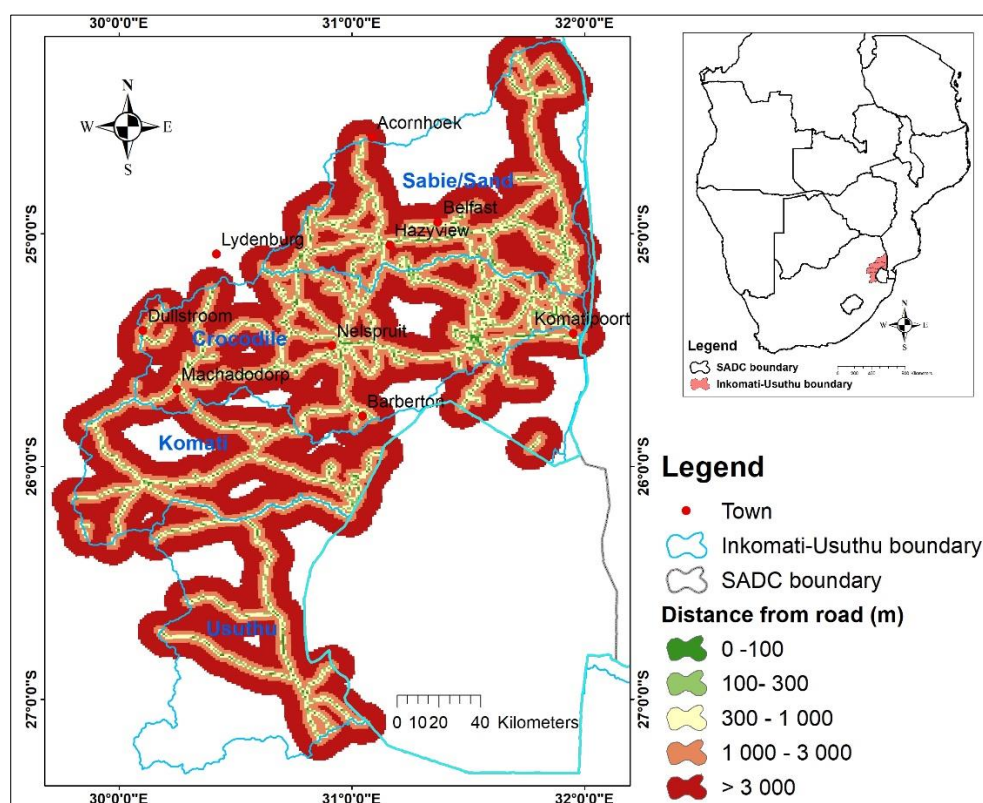 30°0'0"E 31°0'0"E 32°0'0"E
N
W E
S
Acornhoek
Sabie/Sand
Belfast
25°0'0"S
Hazyview
25°0'0"S
Lydenburg
Dullstroom
Crocodile
Nelspruit
Komatipoort
Machadodorp
Barberton
Komati
26°0'0"S
26°0'0"S
Usuthu
27°0'0"S
27°0'0"S
0 1020 40 Kilometers
30°0'0"E 31°0'0"E 32°0'0"E
N
W E
S
Legend
SADC boundary
Inkomati-Usuthu boundary
Legend
Town
Inkomati-Usuthu boundary
SADC boundary
Distance from road (m)
0 -100
100- 300
300 - 1 000
1 000 - 3 000
> 3 000